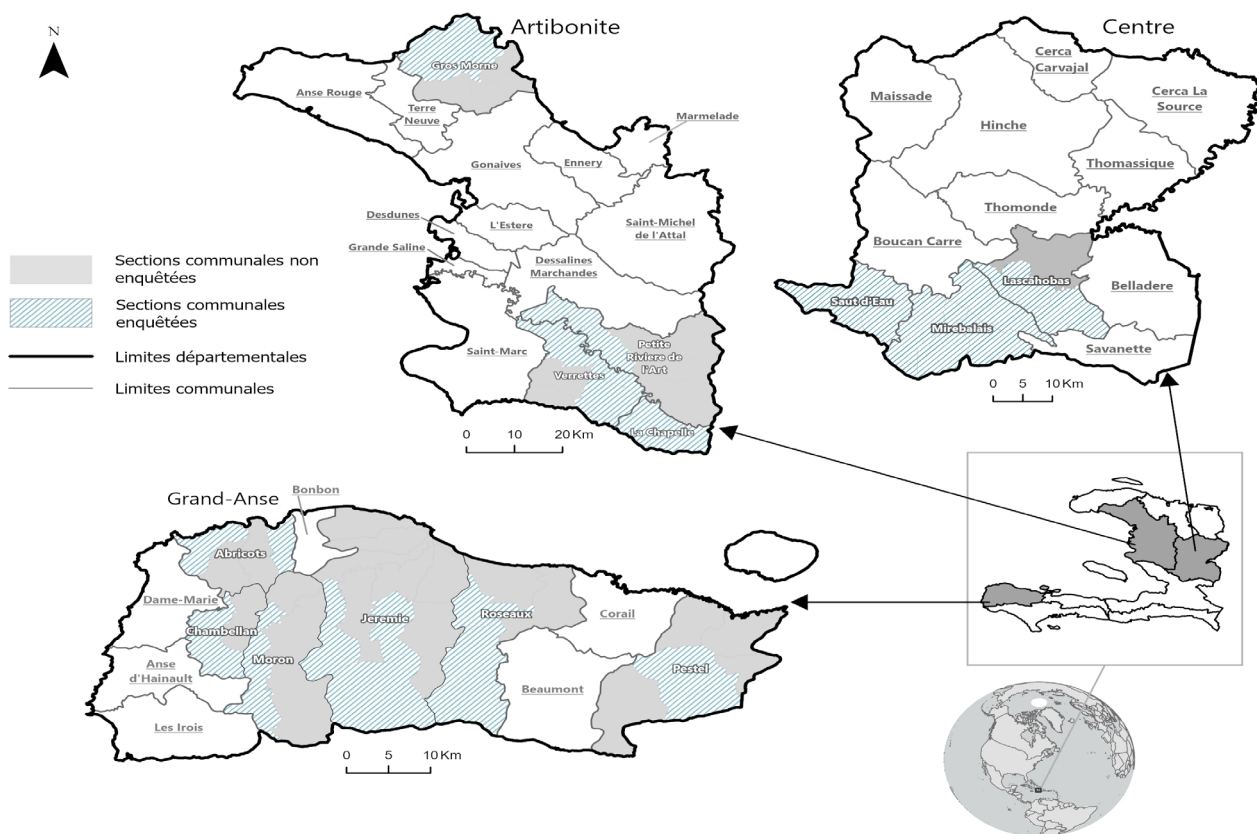 N
Artibonite
Gros Morne
Anse Rouge
Terre
Neuve
Marmelade
Gonaives
Ennery
Desdunes
L'Estere
Saint-Michel
de l'Attal
Grande Saline
Dessalines
Marchandes
Saint-Marc
Petite
Riviere de
l'Art
Verrettes
La Chapelle
0 10 20 Km
Centre
Cerca
Carvajal
Maissade
Cerca La
Source
Hinche
Thomassique
Thomonde
Boucan Carre
Lascahobas
Belladere
Saut d'Eau
Mirebalais
Savanette
0 5 10 Km
Sections communales non
enquêtées
Sections communales
enquêtées
Limites départementales
Limites communales
Grand-Anse
Bonbon
Abricots
Dame-Marie
Chambellan
Jeremie
Roseaux
Corail
Moron
Anse
d'Hainault
Pestel
Beaumont
Les Irois
0 5 10 Km